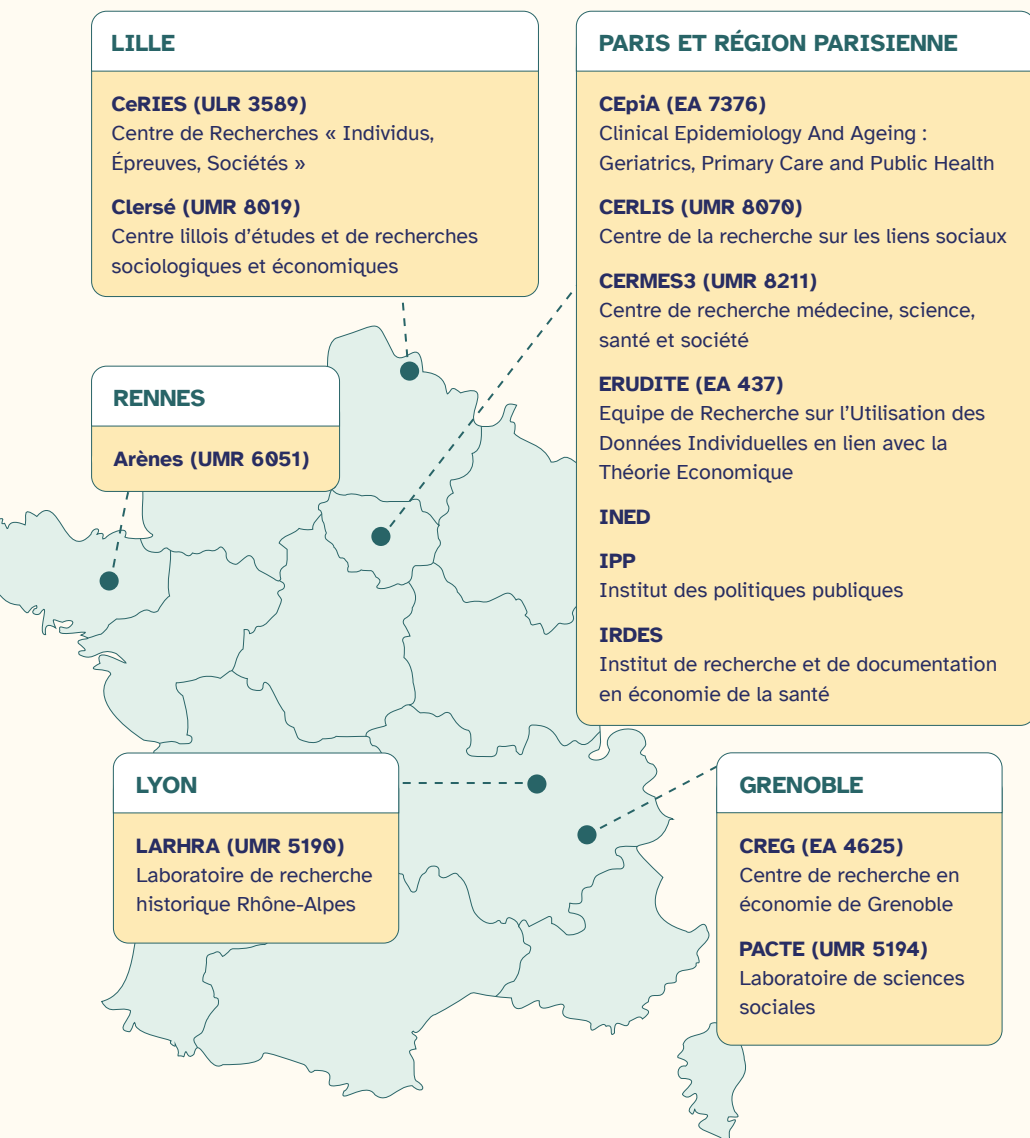 LILLE
CeRIES (ULR 3589)
Centre de Recherches « Individus,
Épreuves, Sociétés »
Clersé (UMR 8019)
Centre lillois d’études et de recherches
sociologiques et économiques
PARIS ET RÉGION PARISIENNE
CEpiA (EA 7376)
Clinical Epidemiology And Ageing :
Geriatrics, Primary Care and Public Health
CERLIS (UMR 8070)
Centre de la recherche sur les liens sociaux
CERMES3 (UMR 8211)
Centre de recherche médecine, science,
santé et société
ERUDITE (EA 437)
Equipe de Recherche sur l’Utilisation des
Données Individuelles en lien avec la
Théorie Economique
INED
IPP
Institut des politiques publiques
IRDES
Institut de recherche et de documentation
en économie de la santé
RENNES
Arènes (UMR 6051)
LYON
LARHRA (UMR 5190)
Laboratoire de recherche
historique Rhône-Alpes
GRENOBLE
CREG (EA 4625)
Centre de recherche en
économie de Grenoble
PACTE (UMR 5194)
Laboratoire de sciences
sociales